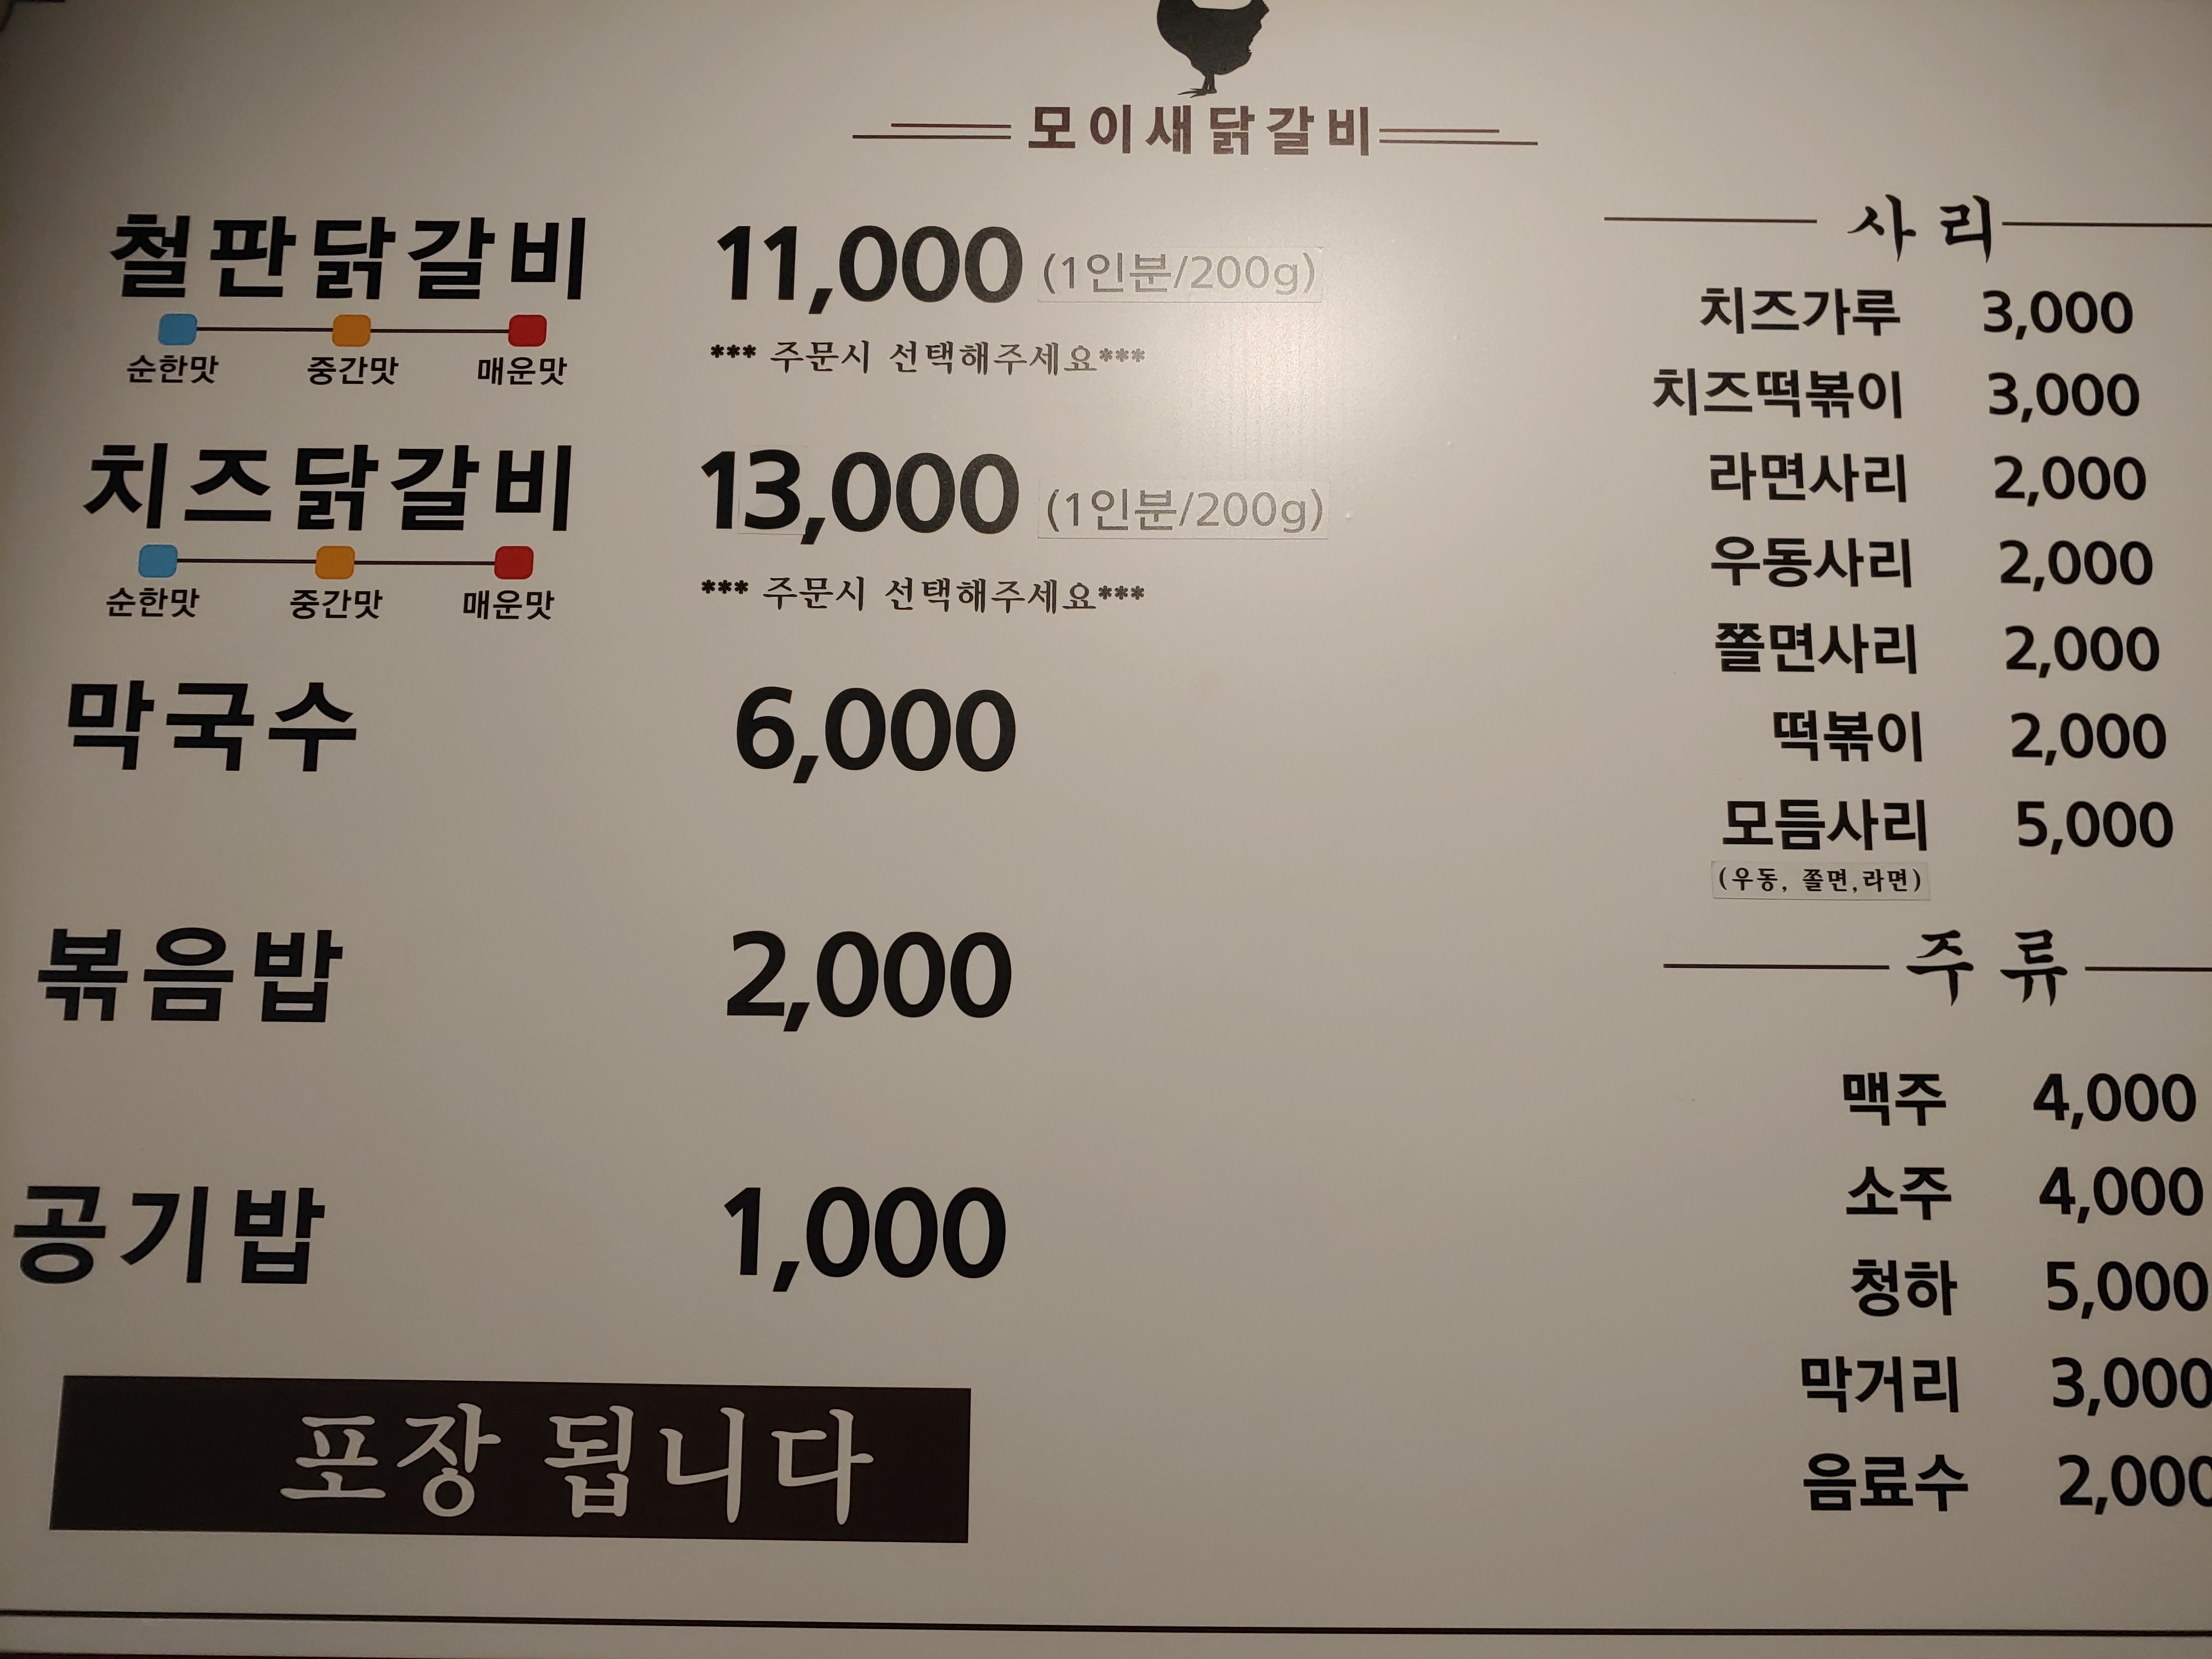 모이새닭갈비
철판닭갈비 11,000 (1인분/200g)
순한맛 중간맛 매운맛 *** 주문시 선택해주세요***
치즈닭갈비 13,000 (1인분/200g)
순한맛 중간맛 매운맛 *** 주문시 선택해주세요***
막국수 6,000
볶음밥 2,000
공기밥 1,000
포장 됩니다
사리
치즈가루 3,000
치즈떡볶이 3,000
라면사리 2,000
우동사리 2,000
쫄면사리 2,000
떡볶이 2,000
모듬사리 5,000
(우동, 쫄면,라면)
주류
맥주 4,000
소주 4,000
청하 5,000
막거리 3,000
음료수 2,000